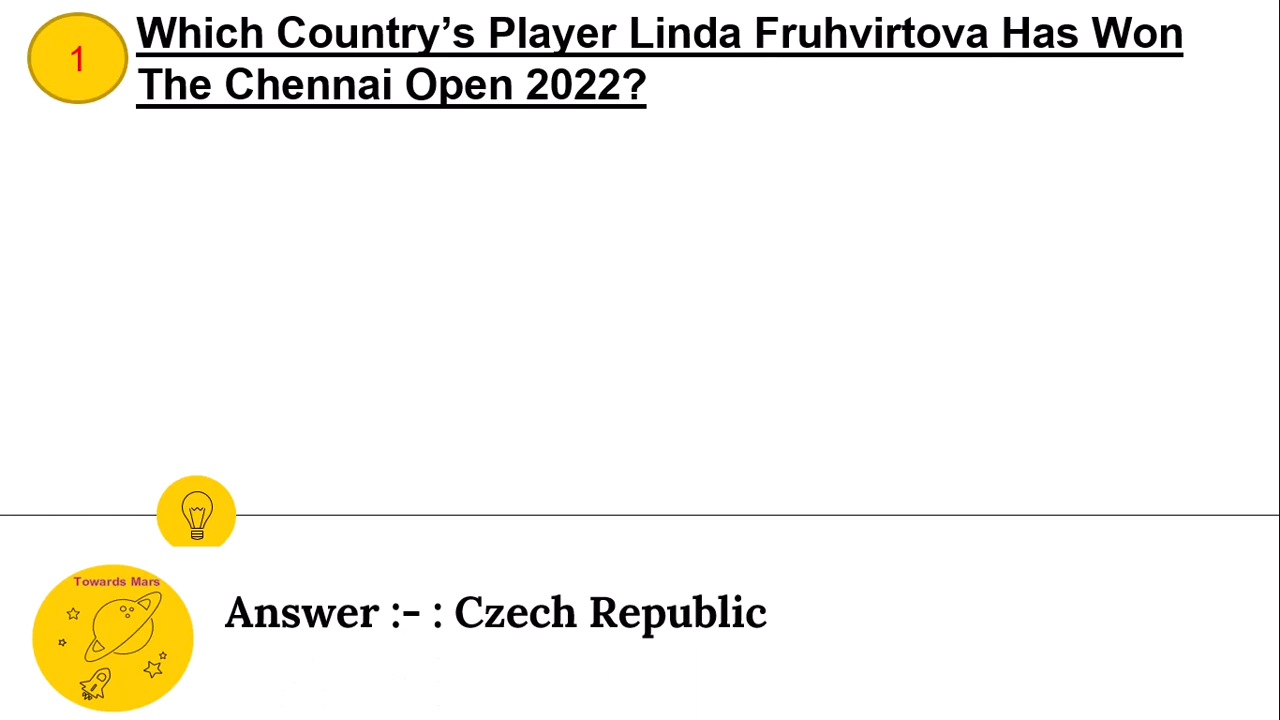 1
Which Country’s Player Linda Fruhvirtova Has Won
The Chennai Open 2022?
Towards Mars
Answer :- : Czech Republic